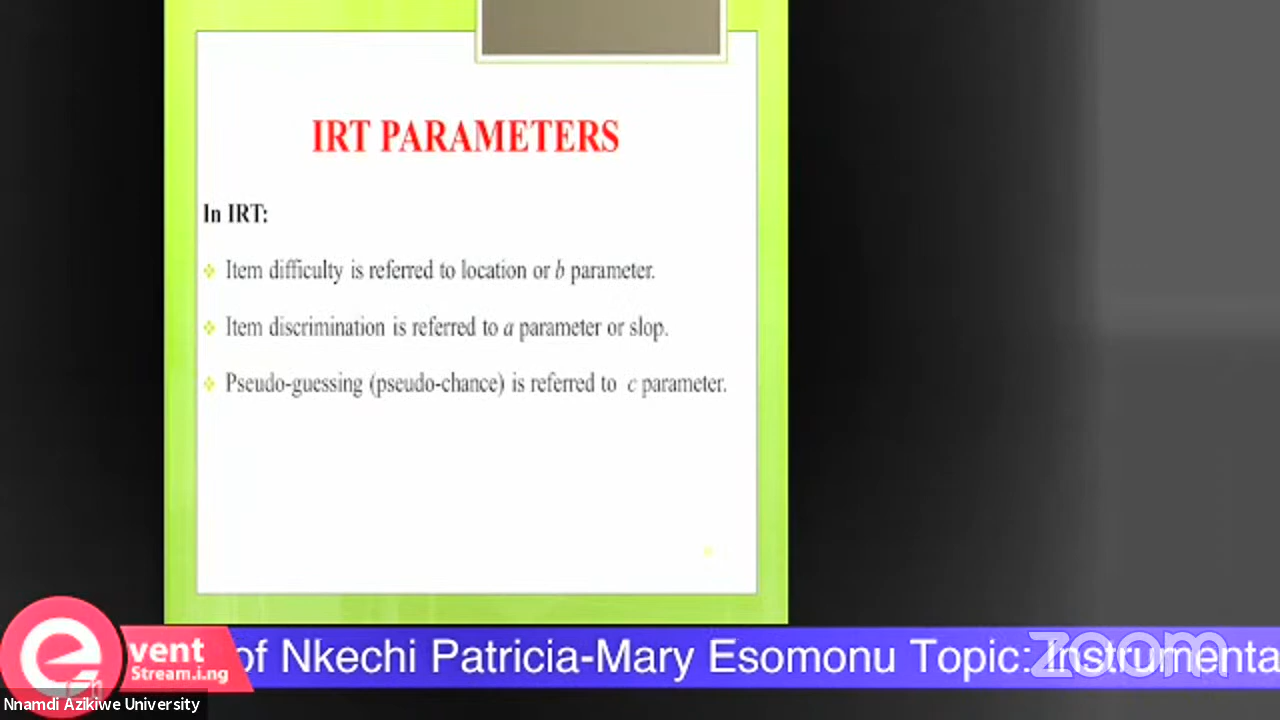 IRT PARAMETERS
In IRT:
Item difficulty is referred to location or b parameter.
Item discrimination is referred to a parameter or slop.
Pseudo-guessing (pseudo-chance) is referred to c parameter.
of Nkechi Patricia-Mary Esomonu Topic: Instrumenta
zoom
event
Stream.i.ng
Nnamdi Azikiwe University